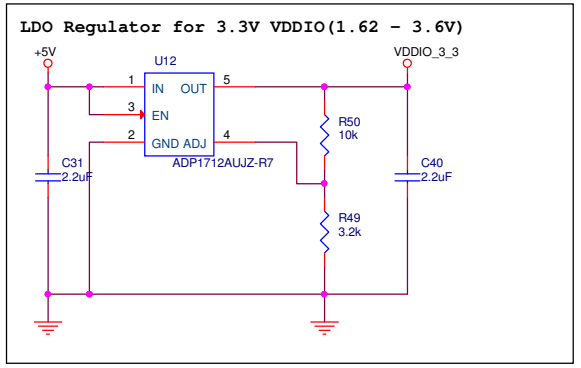 LDO Regulator for 3.3V VDDIO(1.62 – 3.6V)
+5V
VDDIO_3_3
U12
1 IN OUT 5
3 EN
2 GND ADJ 4
ADP1712AUJZ-R7
R50
10k
C31
2.2uF
C40
2.2uF
R49
3.2k